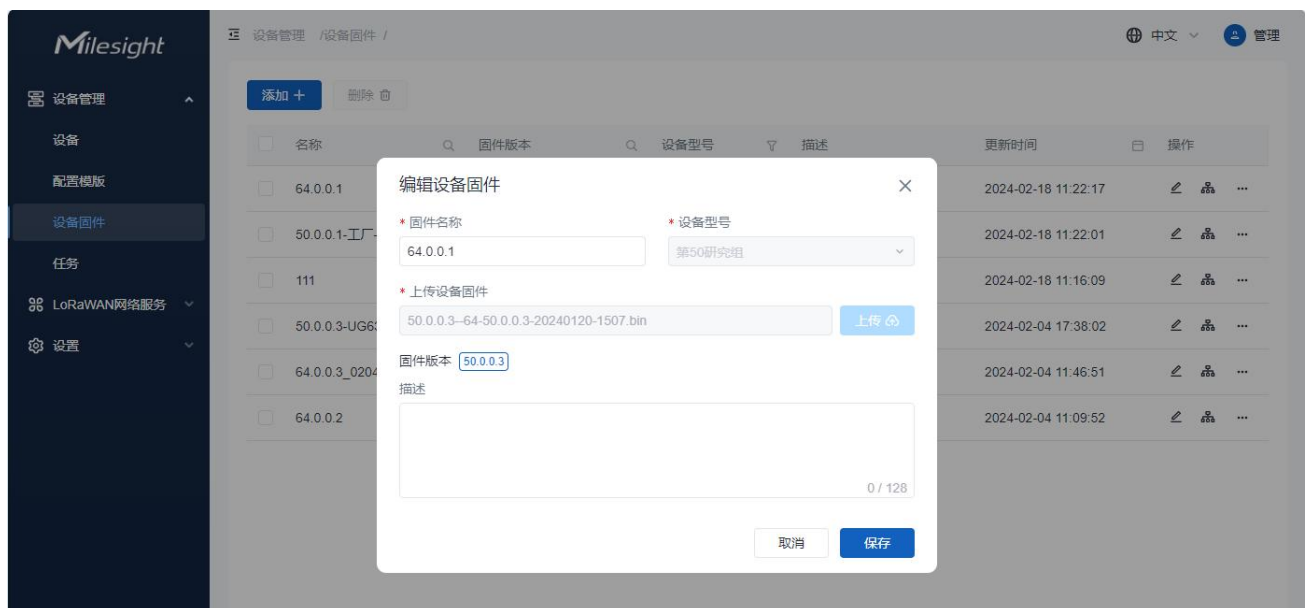 Milesight
设备管理 /设备固件 /
中文
管理
设备管理
设备
配置模版
设备固件
任务
LoRaWAN网络服务
设置
添加 +
删除
名称 固件版本 设备型号 描述 更新时间 操作
64.0.0.1 2024-02-18 11:22:17
50.0.0.1-工厂- 2024-02-18 11:22:01
111 2024-02-18 11:16:09
50.0.0.3-UG6 2024-02-04 17:38:02
64.0.0.3_0204 2024-02-04 11:46:51
64.0.0.2 2024-02-04 11:09:52
编辑设备固件
* 固件名称 * 设备型号
64.0.0.1 第50研究组
* 上传设备固件
50.0.0.3--64-50.0.0.3-20240120-1507.bin 上传
固件版本 50.0.0.3
描述
0 / 128
取消 保存